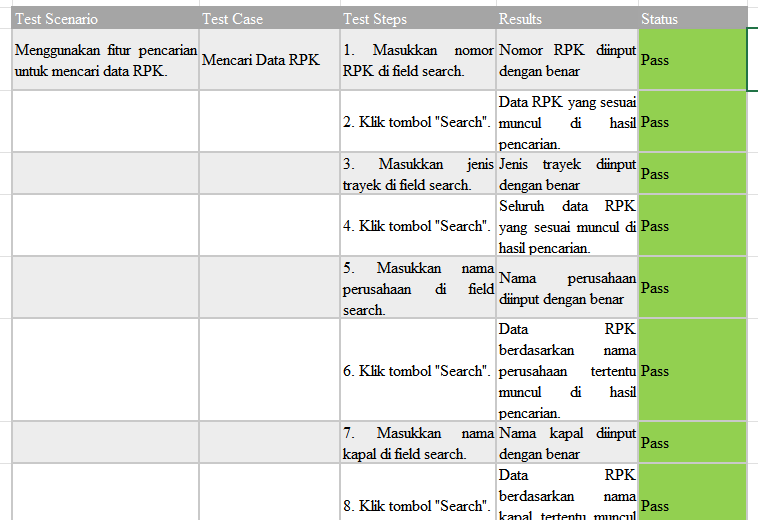 Test Scenario Test Case Test Steps Results Status
Menggunakan fitur pencarian
untuk mencari data RPK.
Mencari Data RPK
1. Masukkan nomor
RPK di field search.
Nomor RPK diinput
dengan benar
Pass
2. Klik tombol "Search".
Data RPK yang sesuai
muncul di hasil
pencarian.
Pass
3. Masukkan jenis
trayek di field search.
Jenis trayek diinput
dengan benar
Pass
4. Klik tombol "Search".
Seluruh data RPK
yang sesuai muncul di
hasil pencarian.
Pass
5. Masukkan nama
perusahaan di field
search.
Nama perusahaan
diinput dengan benar
Pass
6. Klik tombol "Search".
Data RPK
berdasarkan nama
perusahaan tertentu
muncul di hasil
pencarian.
Pass
7. Masukkan nama
kapal di field search.
Nama kapal diinput
dengan benar
Pass
8. Klik tombol "Search".
Data RPK
berdasarkan nama
kapal tertentu muncul
Pass